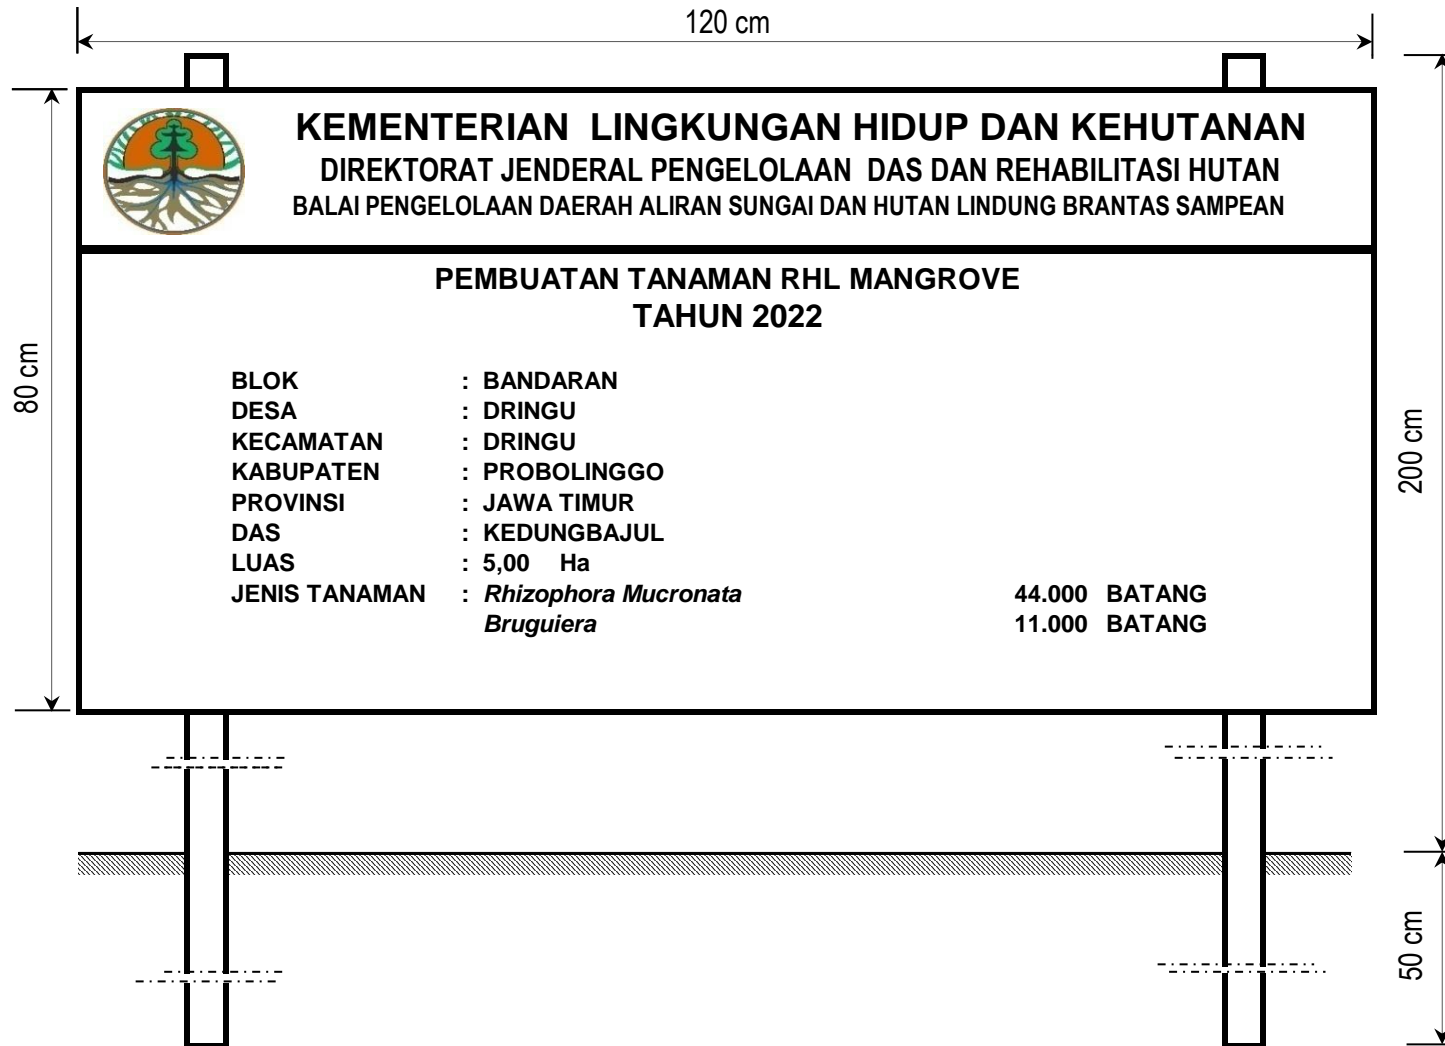 120 cm
KEMENTERIAN LINGKUNGAN HIDUP DAN KEHUTANAN
DIREKTORAT JENDERAL PENGELOLAAN DAS DAN REHABILITASI HUTAN
BALAI PENGELOLAAN DAERAH ALIRAN SUNGAI DAN HUTAN LINDUNG BRANTAS SAMPEAN
PEMBUATAN TANAMAN RHL MANGROVE
TAHUN 2022
80 cm
BLOK : BANDARAN
DESA : DRINGU
KECAMATAN : DRINGU
KABUPATEN : PROBOLINGGO
PROVINSI : JAWA TIMUR
DAS : KEDUNGBAJUL
LUAS : 5,00 Ha
JENIS TANAMAN : Rhizophora Mucronata 44.000 BATANG
Bruguiera 11.000 BATANG
200 cm
50 cm